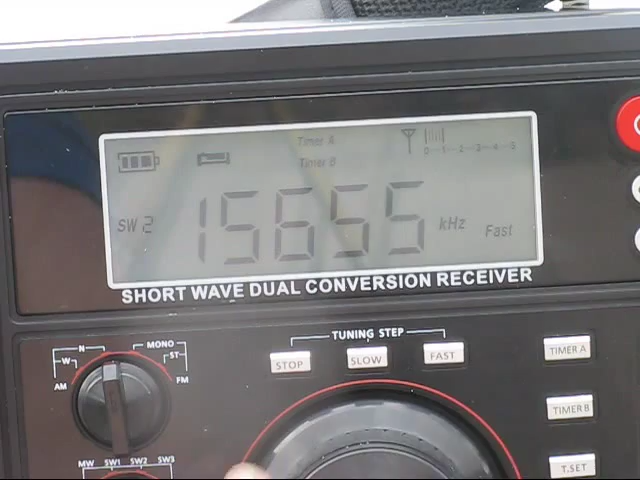 Timer A
Timer B
0 1 2 3 4 5
SW 2
15655 kHz
Fast
SHORT WAVE DUAL CONVERSION RECEIVER
TUNING STEP
STOP SLOW FAST
TIMER A
TIMER B
T.SET
N MONO
W ST
AM FM
MW SW1 SW2 SW3